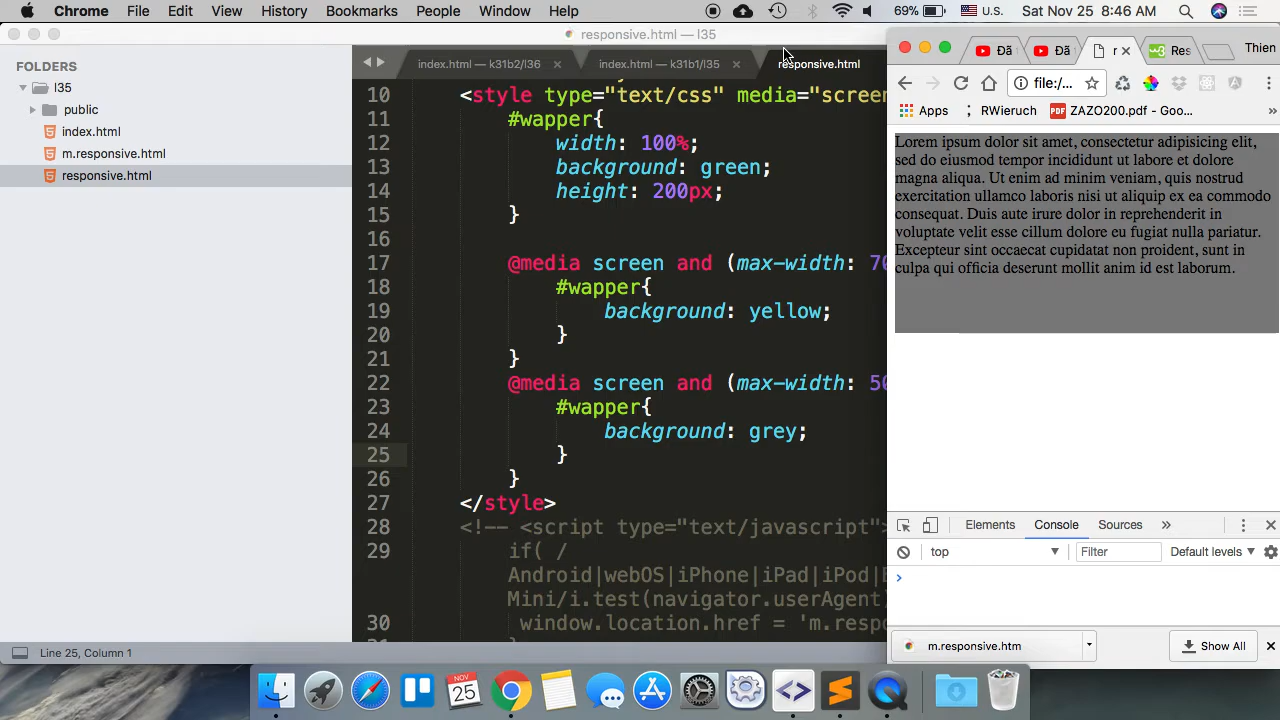 Chrome File Edit View History Bookmarks People Window Help 69% U.S. Sat Nov 25 8:46 AM
responsive.html — l35
FOLDERS
l35
public
index.html
m.responsive.html
responsive.html
index.html — k31b2/l36 × index.html — k31b1/l35 × responsive.html
10 <style type="text/css" media="screen
11 #wapper{
12 width: 100%;
13 background: green;
14 height: 200px;
15 }
16
17 @media screen and (max-width: 70
18 #wapper{
19 background: yellow;
20 }
21 }
22 @media screen and (max-width: 50
23 #wapper{
24 background: grey;
25 }
26 }
27 </style>
28 <!-- <script type="text/javascript">
29 if( /
Android|webOS|iPhone|iPad|iPod|
Mini/i.test(navigator.userAgent)
30 window.location.href = 'm.respo
Line 25, Column 1
Đã Đã r × Res Thien
file:/
Apps RWieruch PDF ZAZO200.pdf - Goo... »
Lorem ipsum dolor sit amet, consectetur adipisicing elit,
sed do eiusmod tempor incididunt ut labore et dolore
magna aliqua. Ut enim ad minim veniam, quis nostrud
exercitation ullamco laboris nisi ut aliquip ex ea commodo
consequat. Duis aute irure dolor in reprehenderit in
voluptate velit esse cillum dolore eu fugiat nulla pariatur.
Excepteur sint occaecat cupidatat non proident, sunt in
culpa qui officia deserunt mollit anim id est laborum.
Elements Console Sources »
top Filter Default levels
m.responsive.htm Show All
NOV
25